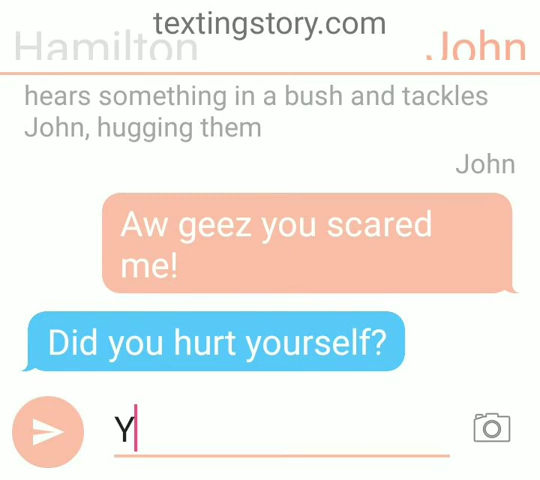 textingstory.com
Hamilton
John
hears something in a bush and tackles
John, hugging them
John
Aw geez you scared
me!
Did you hurt yourself?
Y